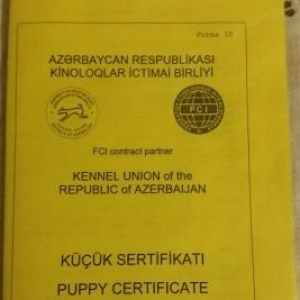 Forma 10
AZƏRBAYCAN RESPUBLİKASI
KİNOLOQLAR İCTİMAİ BİRLİYİ
FCI
FCI contract partner
KENNEL UNION of the
REPUBLIC of AZERBAIJAN
KÜÇÜK SERTİFİKATI
PUPPY CERTIFICATE